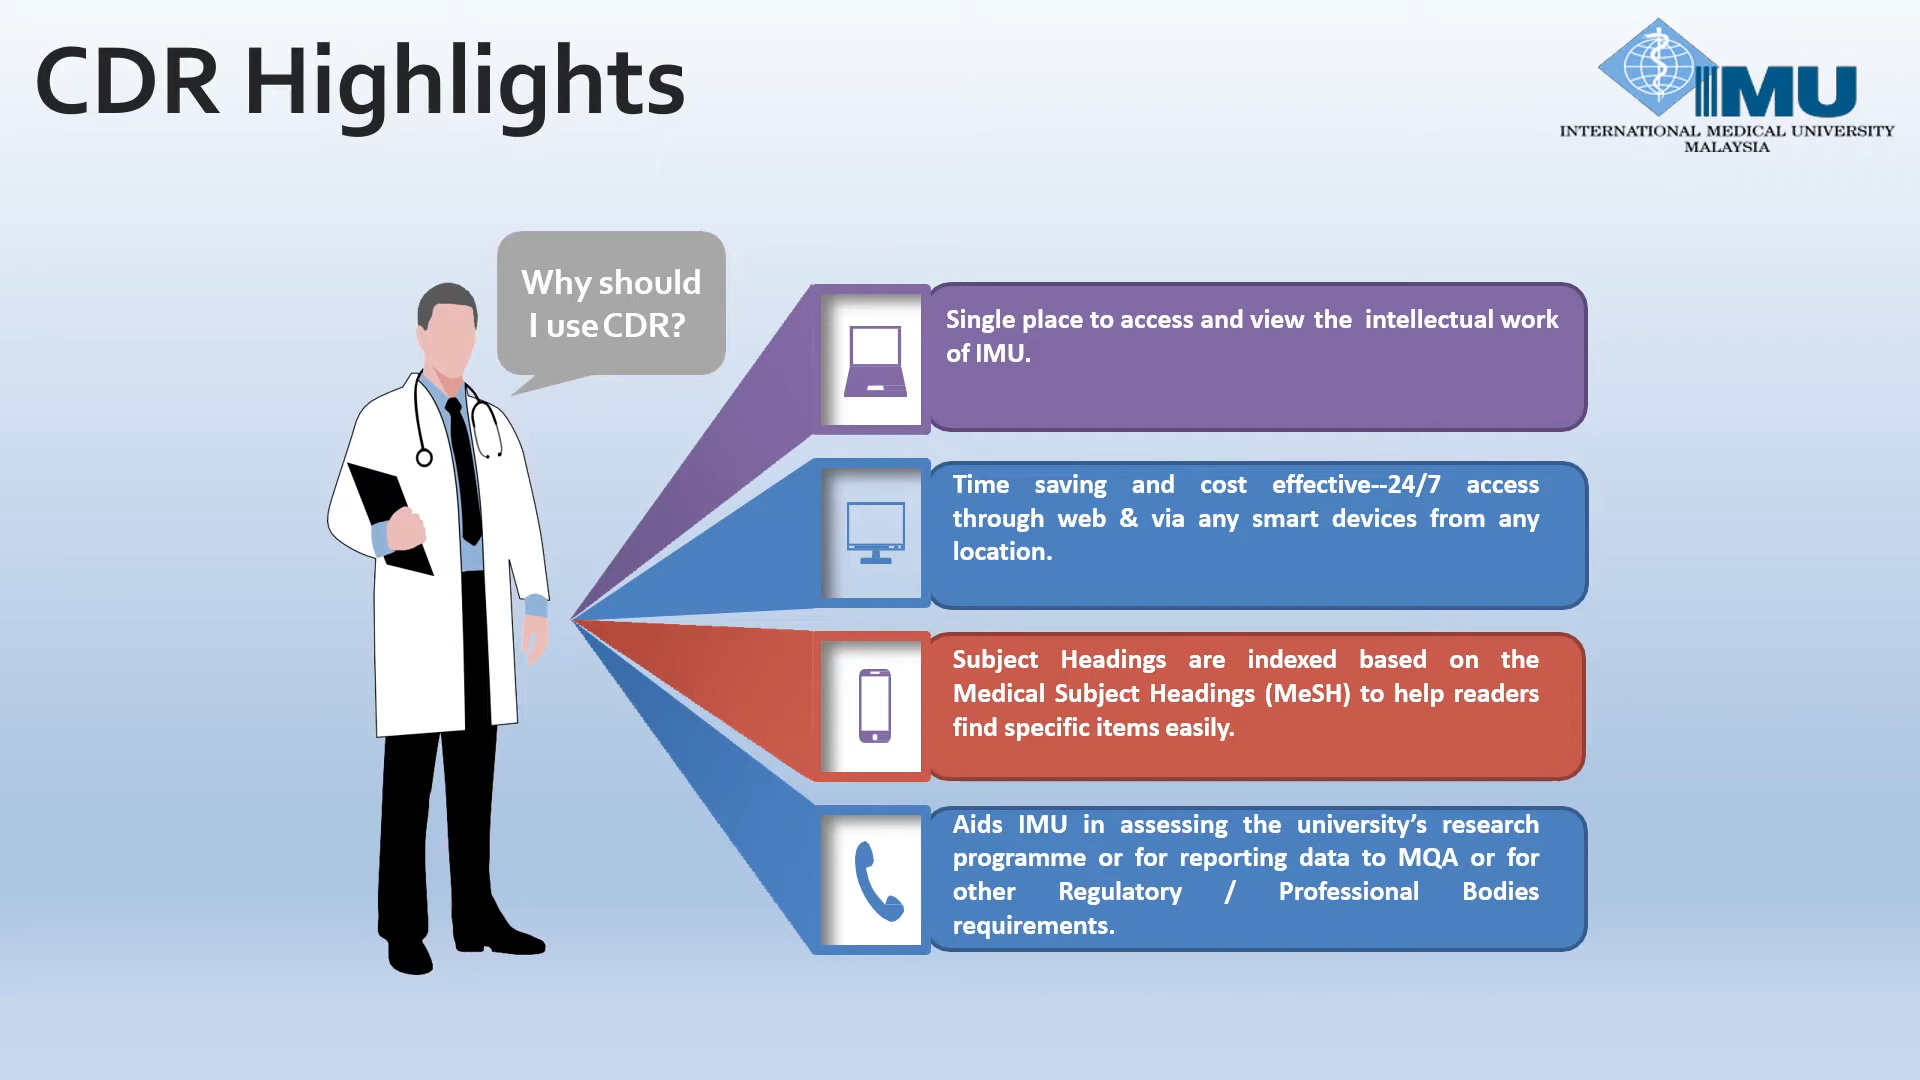 CDR Highlights
IMU
INTERNATIONAL MEDICAL UNIVERSITY
MALAYSIA
Why should
I use CDR?
Single place to access and view the intellectual work
of IMU.
Time saving and cost effective--24/7 access
through web & via any smart devices from any
location.
Subject Headings are indexed based on the
Medical Subject Headings (MeSH) to help readers
find specific items easily.
Aids IMU in assessing the university’s research
programme or for reporting data to MQA or for
other Regulatory / Professional Bodies
requirements.